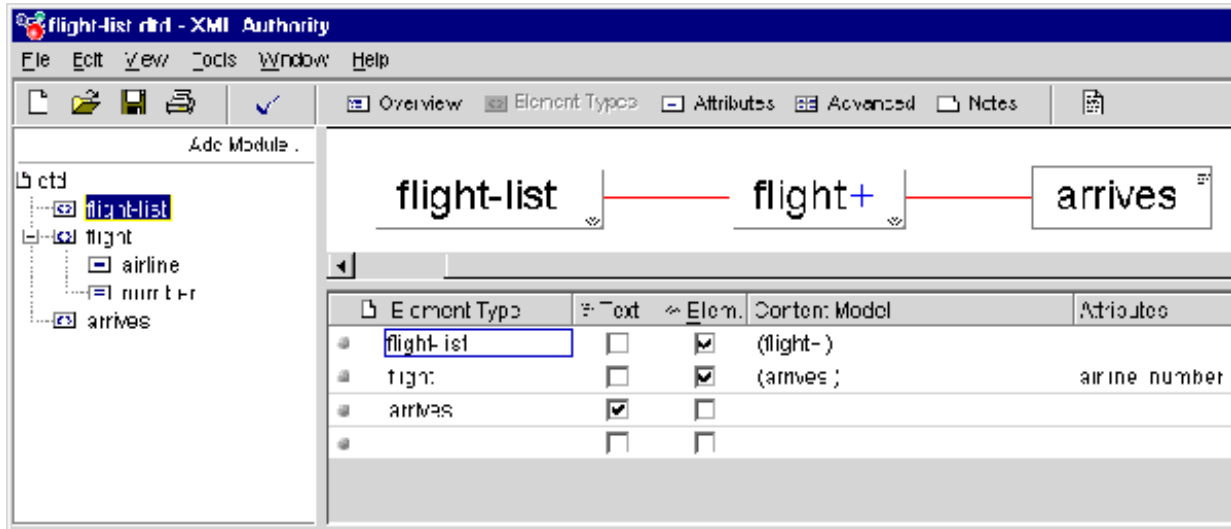 flight-list dtd - XML Authority
File Edit View Tools Window Help
Overview Element Types Attributes Advanced Notes
Add Module .
dtd
flight-list
flight
airline
number
arrives
flight-list flight+ arrives
Element Type Text Elem. Content Model Attributes
flight-list (flight+)
flight (arrives) airline number
arrives